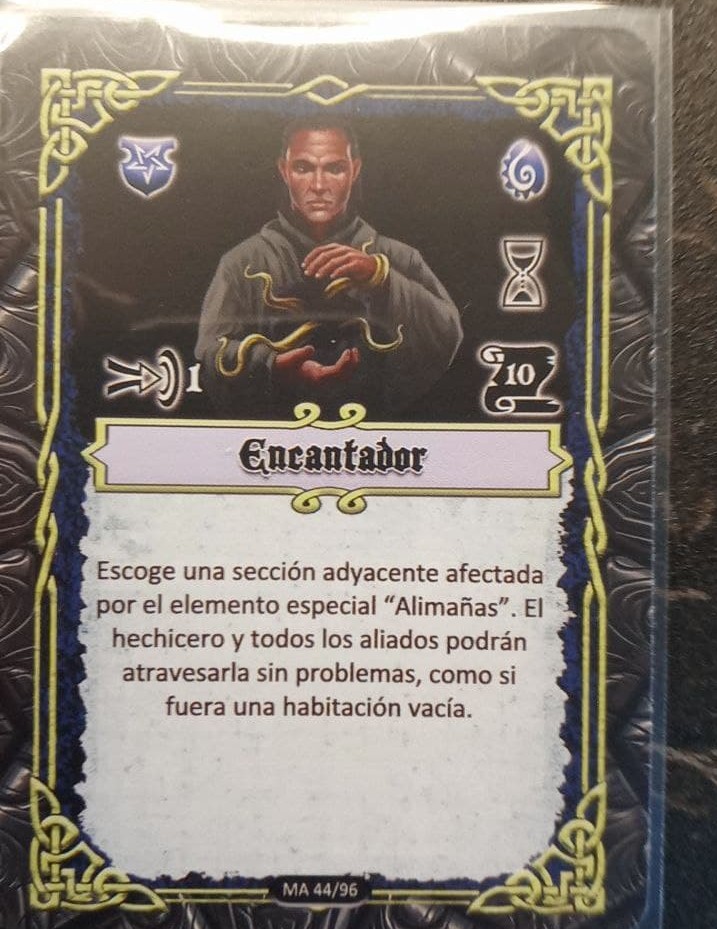 1
10
Encantador
Escoge una sección adyacente afectada
por el elemento especial “Alimañas”. El
hechicero y todos los aliados podrán
atravesarla sin problemas, como si
fuera una habitación vacía.
MA 44/96